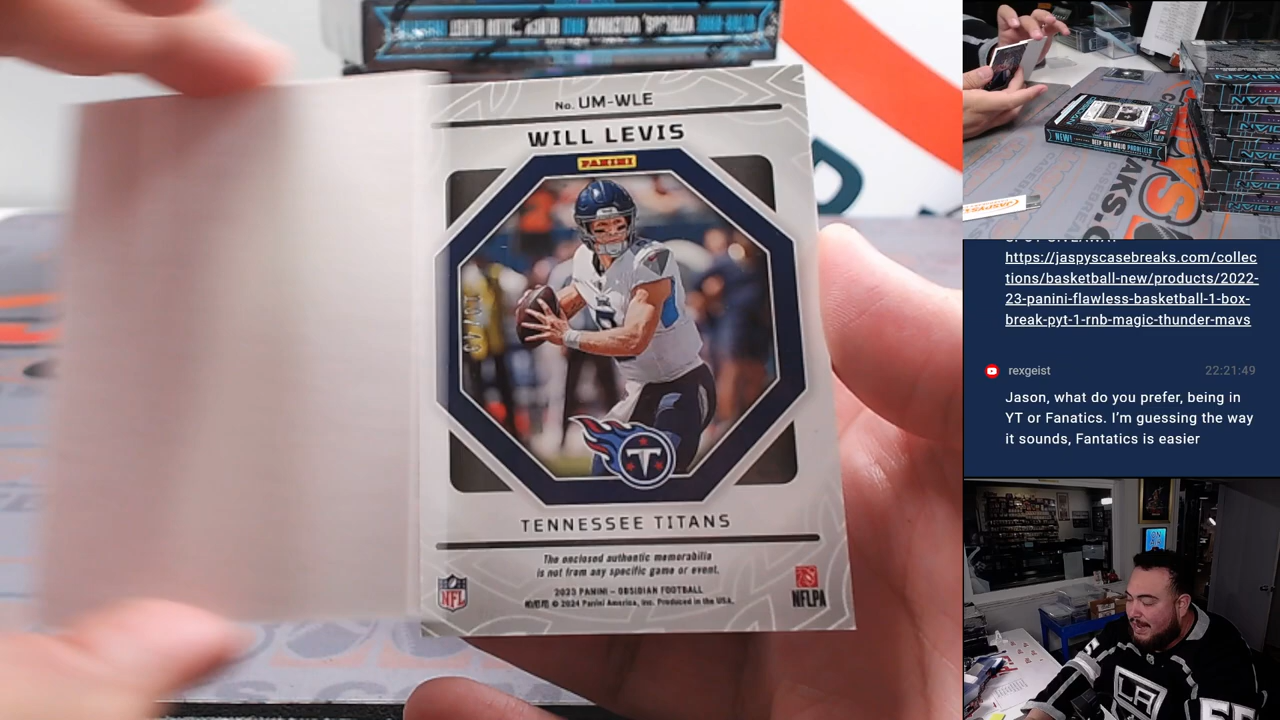 No. UM-WLE
WILL LEVIS
PANINI
TENNESSEE TITANS
The enclosed authentic memorabilia
is not from any specific game or event.
2023 PANINI – OBSIDIAN FOOTBALL
© 2024 Panini America, Inc. Produced in the USA.
NFL
NFLPA
NEW!
https://jaspyscasebreaks.com/collec
tions/basketball-new/products/2022-
23-panini-flawless-basketball-1-box-
break-pyt-1-rnb-magic-thunder-mavs
rexgeist 22:21:49
Jason, what do you prefer, being in
YT or Fanatics. I'm guessing the way
it sounds, Fantatics is easier
LA